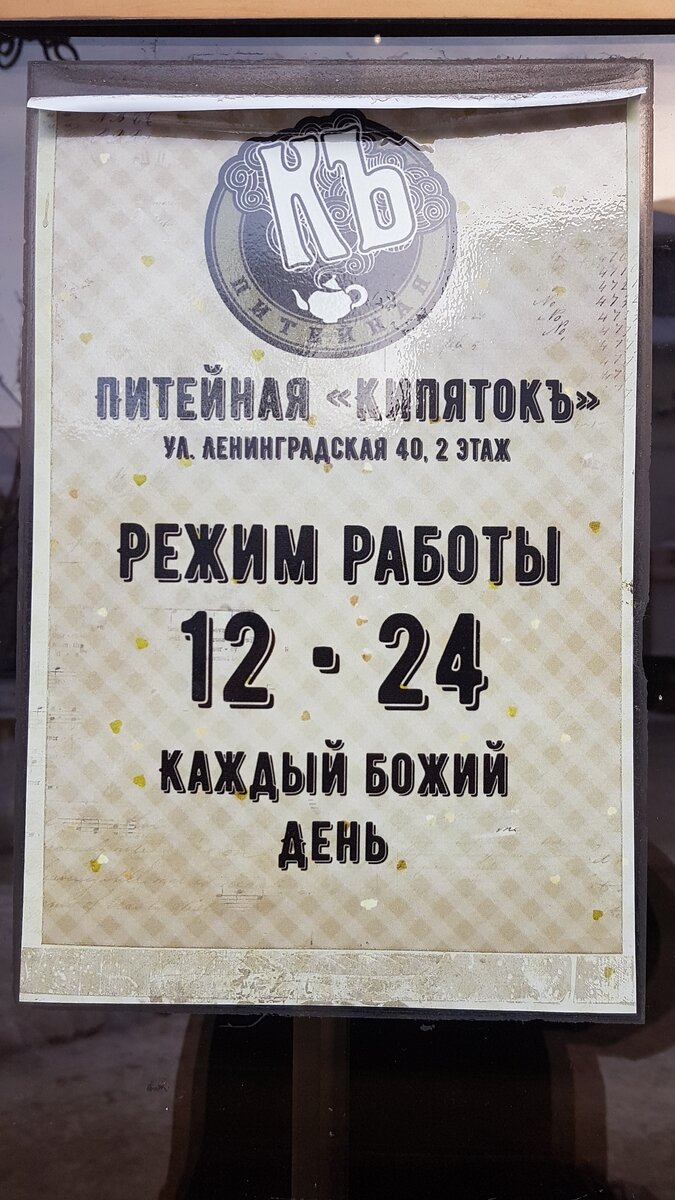 КЪ
ПИТЕЙНАЯ
ПИТЕЙНАЯ «КИПЯТОКЪ»
УЛ. ЛЕНИНГРАДСКАЯ 40, 2 ЭТАЖ
РЕЖИМ РАБОТЫ
12 - 24
КАЖДЫЙ БОЖИЙ
ДЕНЬ